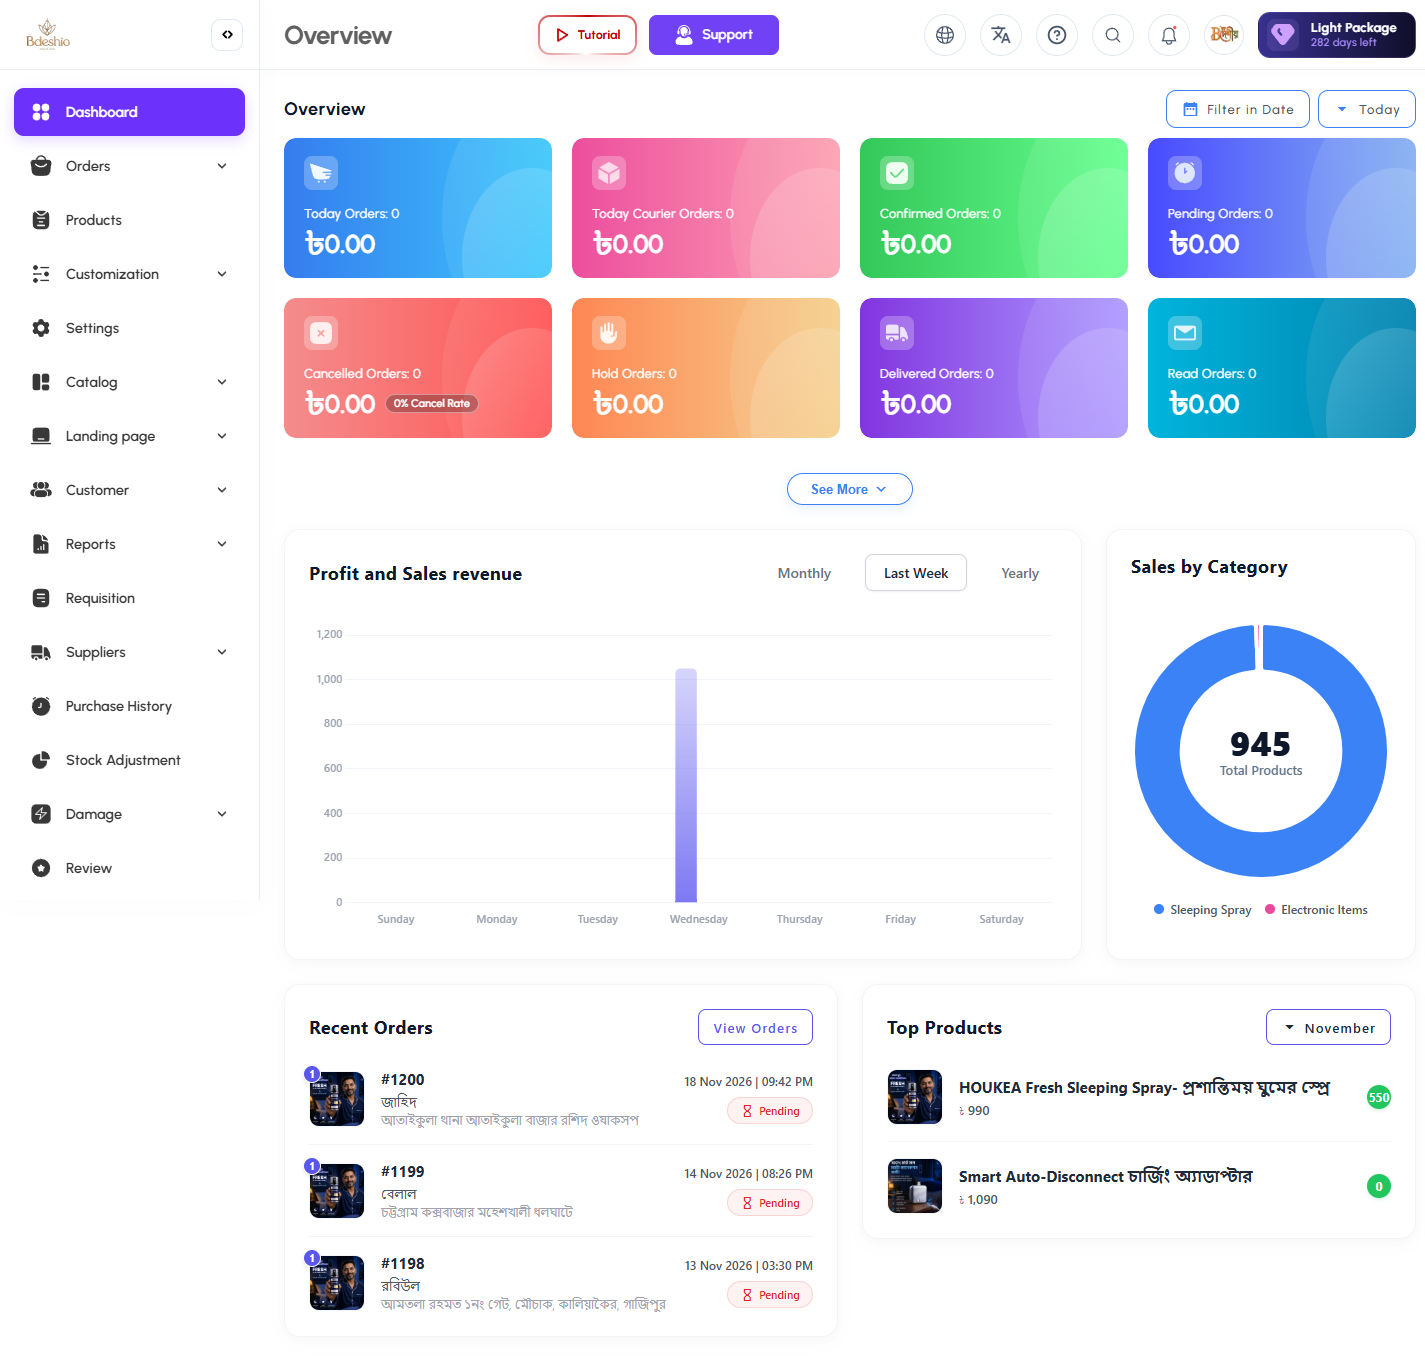 Bdeshio
Overview
Tutorial
Support
Light Package
282 days left
Dashboard
Orders
Products
Customization
Settings
Catalog
Landing page
Customer
Reports
Requisition
Suppliers
Purchase History
Stock Adjustment
Damage
Review
Overview
Filter in Date
Today
Today Orders: 0
৳0.00
Today Courier Orders: 0
৳0.00
Confirmed Orders: 0
৳0.00
Pending Orders: 0
৳0.00
Cancelled Orders: 0
৳0.00 0% Cancel Rate
Hold Orders: 0
৳0.00
Delivered Orders: 0
৳0.00
Read Orders: 0
৳0.00
See More
Profit and Sales revenue
Monthly
Last Week
Yearly
1,200
1,000
800
600
400
200
0
Sunday Monday Tuesday Wednesday Thursday Friday Saturday
Sales by Category
945
Total Products
Sleeping Spray
Electronic Items
Recent Orders
View Orders
1
#1200
জাহিদ
আতাইকুলা থানা আতাইকুলা বাজার রশিদ ওষাকসপ
18 Nov 2026 | 09:42 PM
Pending
1
#1199
বেলাল
চট্টগ্রাম কক্সবাজার মহেশখালী ধলঘাটে
14 Nov 2026 | 08:26 PM
Pending
1
#1198
রবিউল
আমতলা রহমত ১নং গেট, মৌচাক, কালিয়াকৈর, গাজিপুর
13 Nov 2026 | 03:30 PM
Pending
Top Products
November
HOUKEA Fresh Sleeping Spray- প্রশান্তিময় ঘুমের স্প্রে
৳ 990
550
Smart Auto-Disconnect চার্জিং অ্যাডাপ্টার
৳ 1,090
0